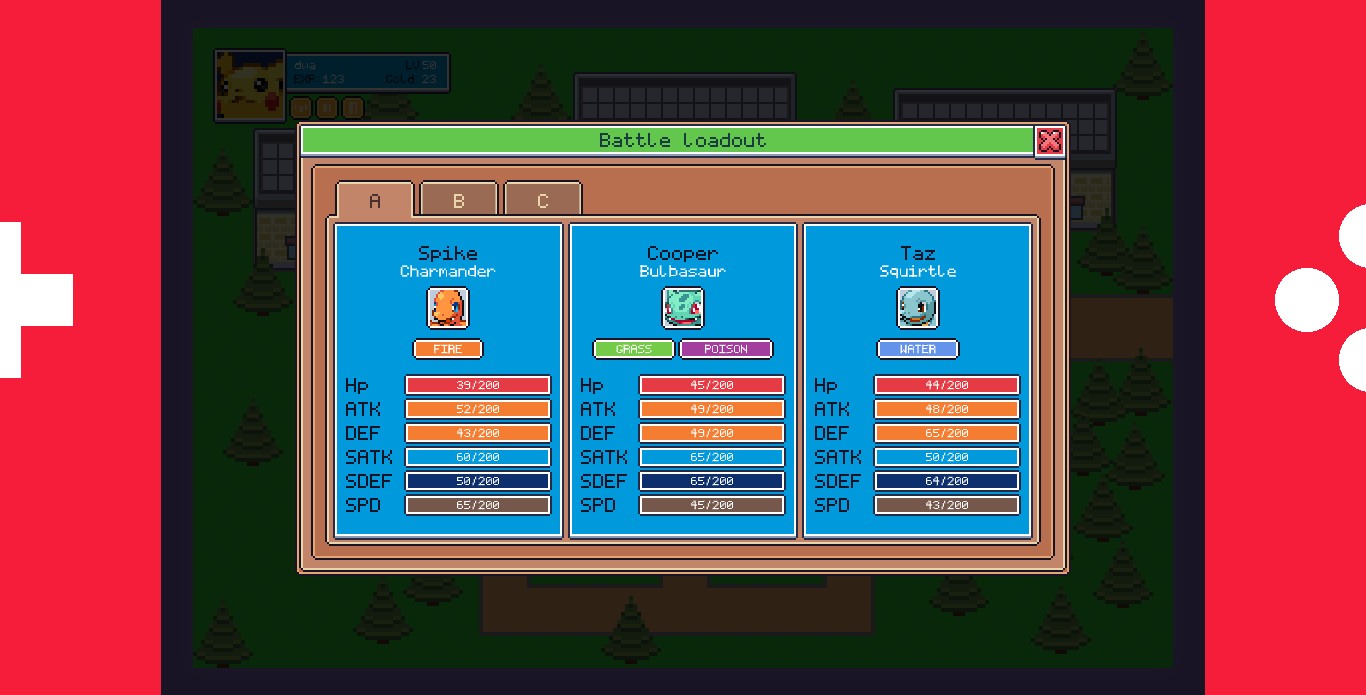 dua LV 50
EXP 123 Gold 23
Battle loadout
A B C
Spike
Charmander
FIRE
Hp 39/200
ATK 52/200
DEF 43/200
SATK 60/200
SDEF 50/200
SPD 65/200
Cooper
Bulbasaur
GRASS POISON
Hp 45/200
ATK 49/200
DEF 49/200
SATK 65/200
SDEF 65/200
SPD 45/200
Taz
Squirtle
WATER
Hp 44/200
ATK 48/200
DEF 65/200
SATK 50/200
SDEF 64/200
SPD 43/200